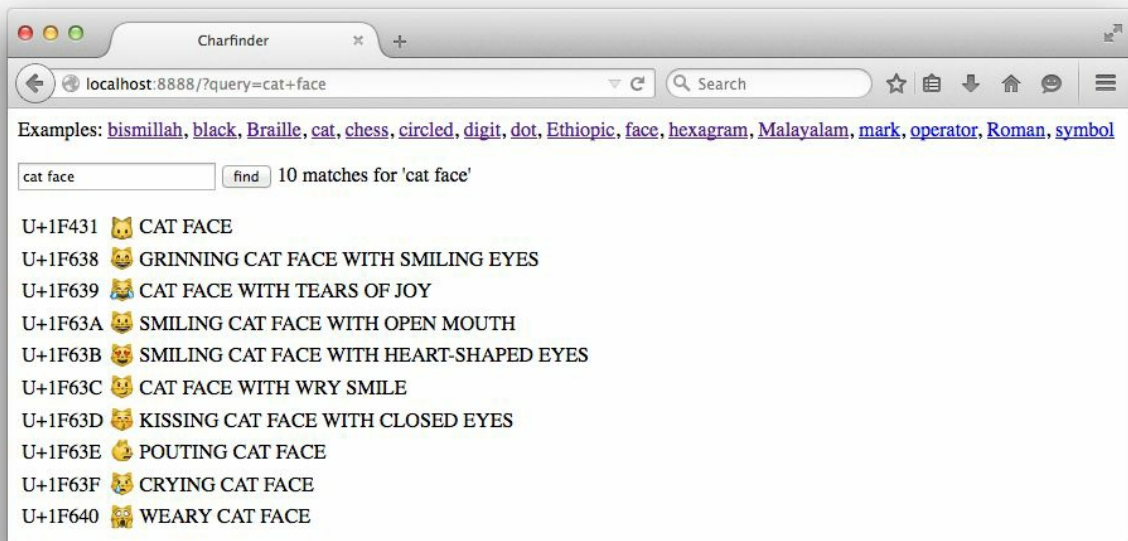 Charfinder
localhost:8888/?query=cat+face
Search
Examples: bismillah, black, Braille, cat, chess, circled, digit, dot, Ethiopic, face, hexagram, Malayalam, mark, operator, Roman, symbol
cat face find 10 matches for 'cat face'
U+1F431 🐱 CAT FACE
U+1F638 😸 GRINNING CAT FACE WITH SMILING EYES
U+1F639 😹 CAT FACE WITH TEARS OF JOY
U+1F63A 😺 SMILING CAT FACE WITH OPEN MOUTH
U+1F63B 😻 SMILING CAT FACE WITH HEART-SHAPED EYES
U+1F63C 😼 CAT FACE WITH WRY SMILE
U+1F63D 😽 KISSING CAT FACE WITH CLOSED EYES
U+1F63E 😾 POUTING CAT FACE
U+1F63F 😿 CRYING CAT FACE
U+1F640 🙀 WEARY CAT FACE